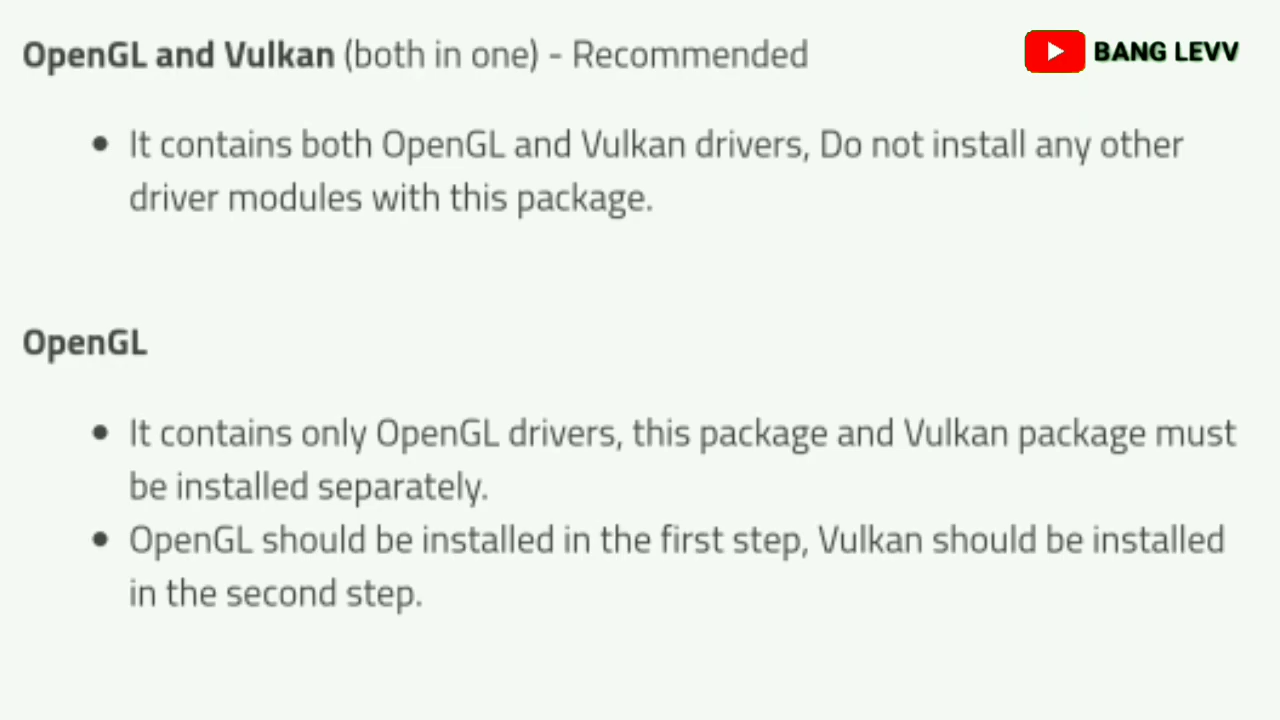 OpenGL and Vulkan (both in one) - Recommended
BANG LEVV
It contains both OpenGL and Vulkan drivers, Do not install any other
driver modules with this package.
OpenGL
It contains only OpenGL drivers, this package and Vulkan package must
be installed separately.
OpenGL should be installed in the first step, Vulkan should be installed
in the second step.